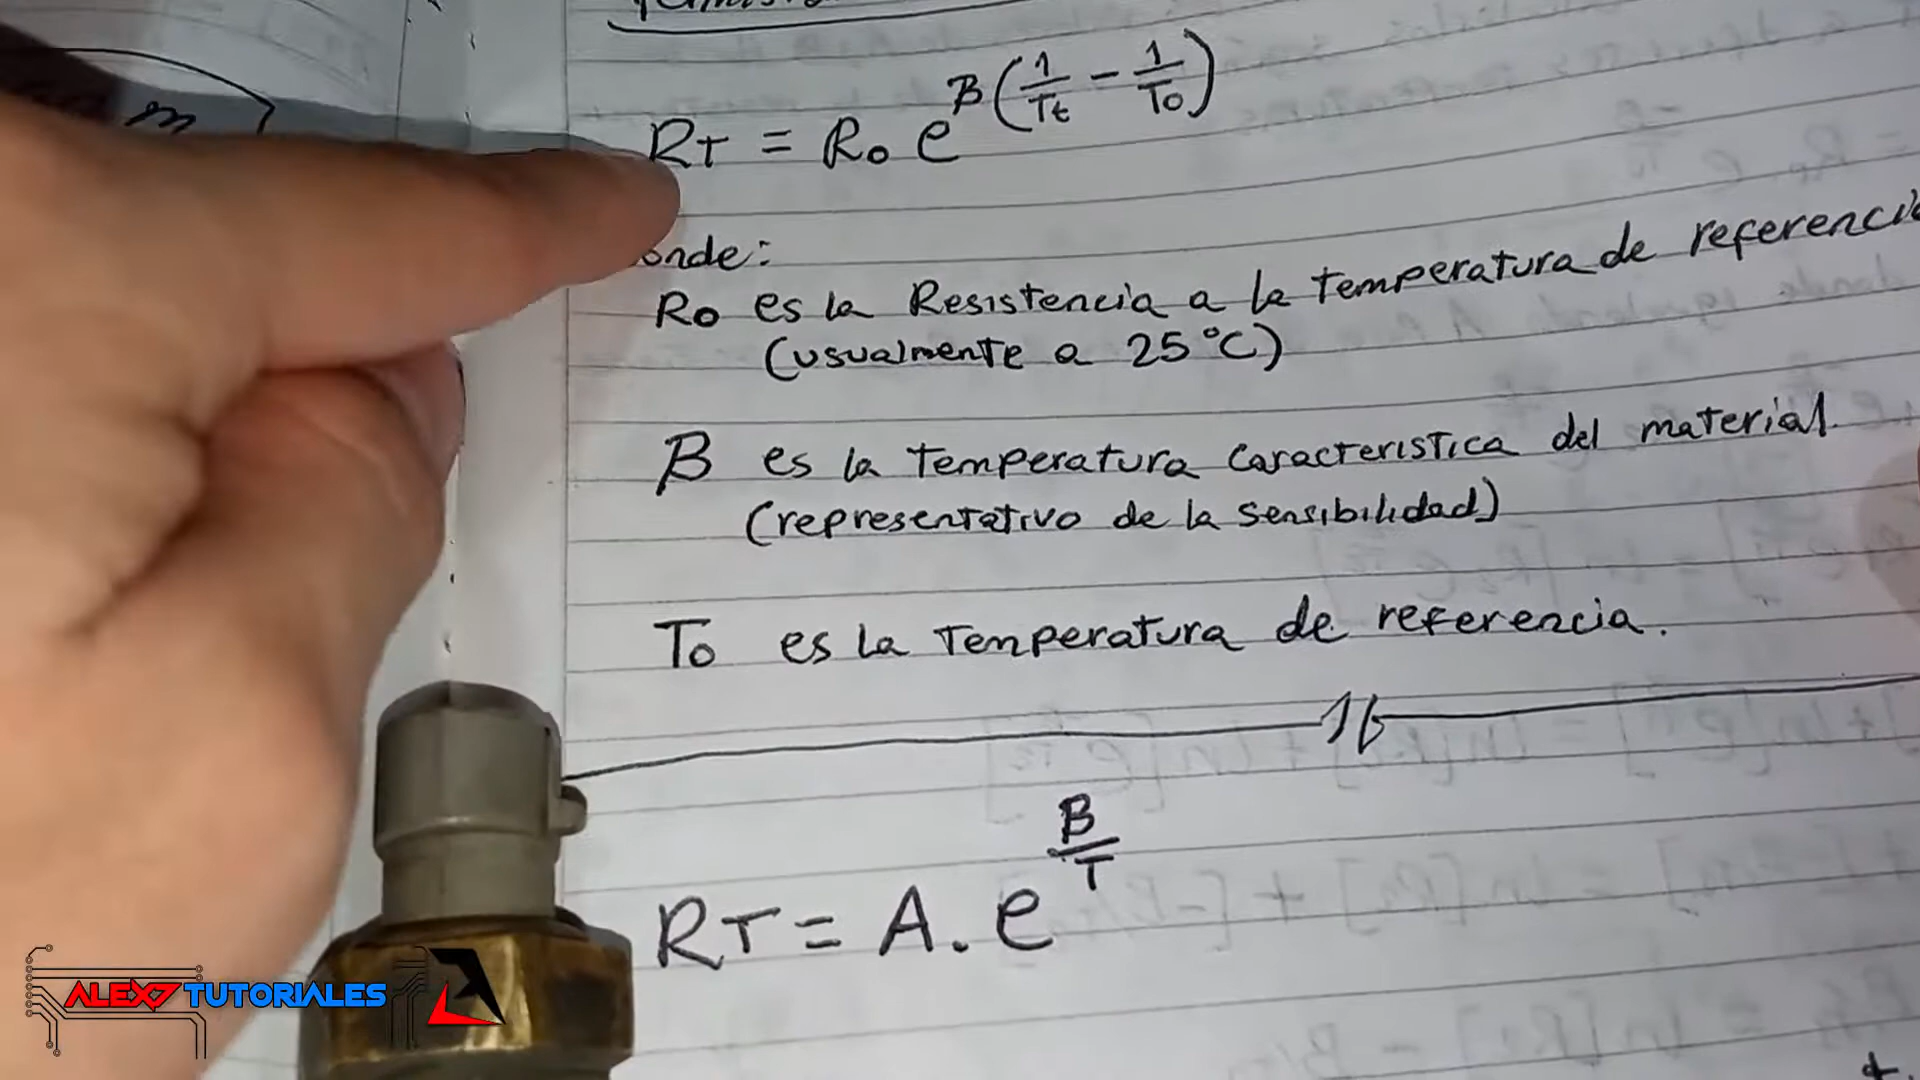 RT = Ro e^B(1/Tt - 1/To)
onde:
Ro es la Resistencia a la temperatura de referencia
(usualmente a 25°C)
B es la temperatura caracteristica del material.
(representativo de la sensibilidad)
To es la Temperatura de referencia.
RT = A. e^B/T
ALEX7 TUTORIALES